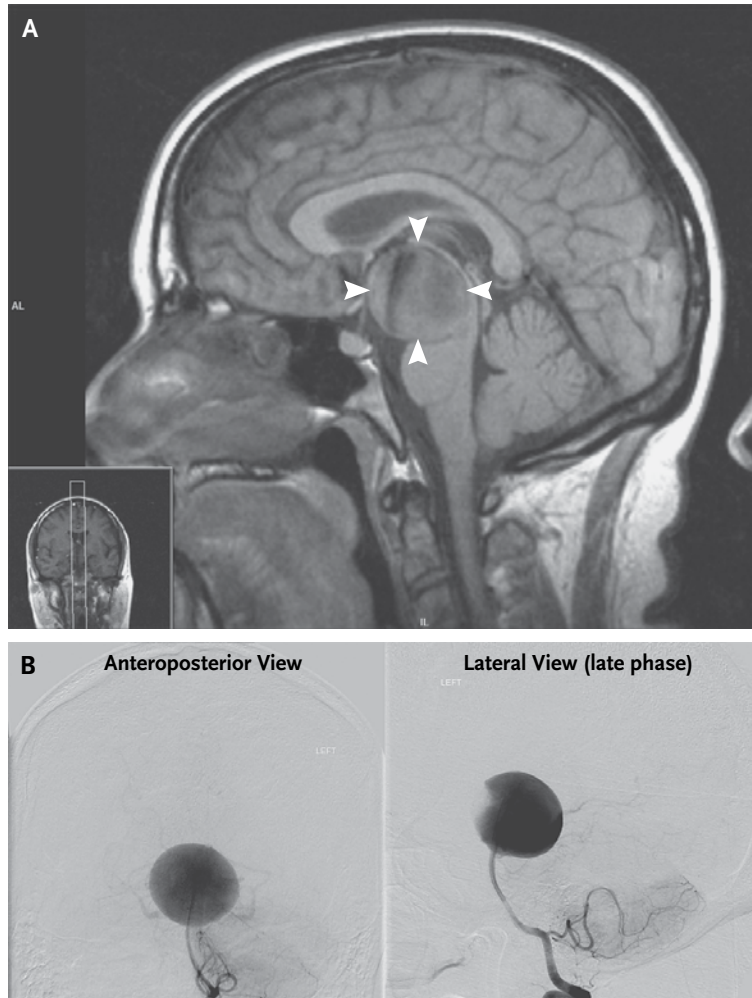 A
AL
IL
B
Anteroposterior View
Lateral View (late phase)
LEFT
LEFT